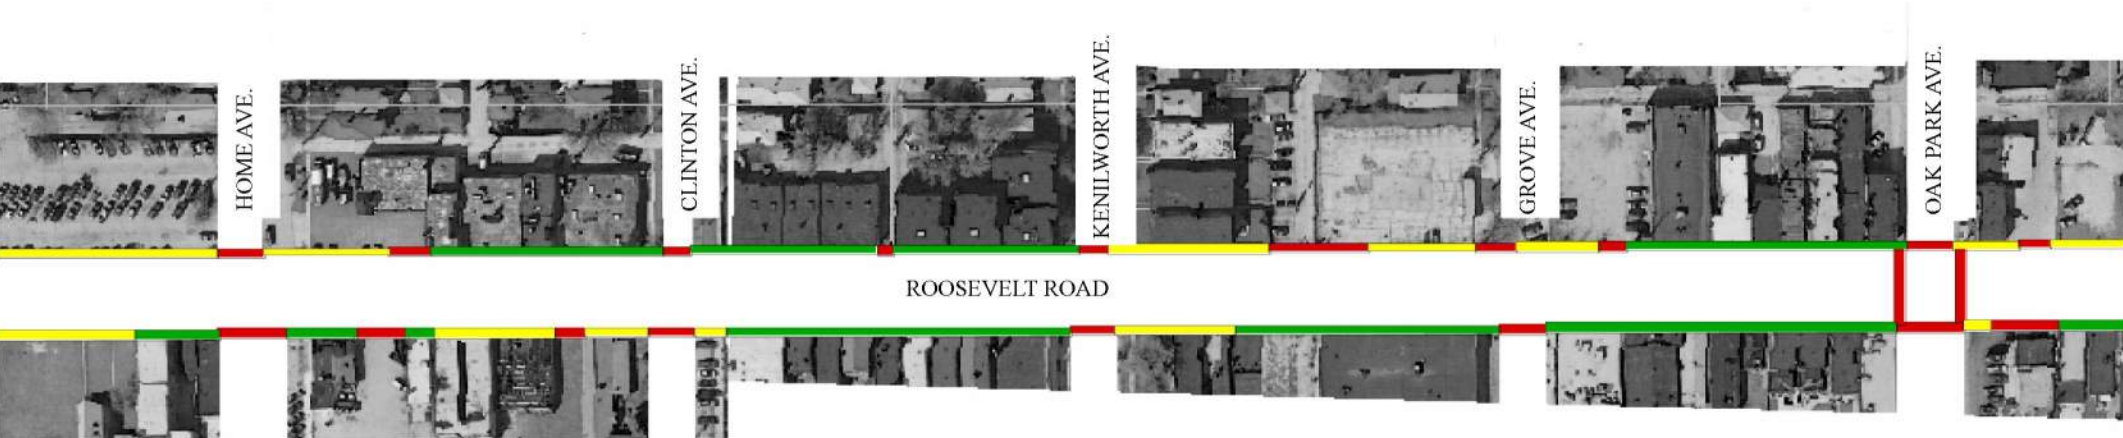 HOME AVE.
CLINTON AVE.
KENILWORTH AVE.
GROVE AVE.
OAK PARK AVE.
ROOSEVELT ROAD